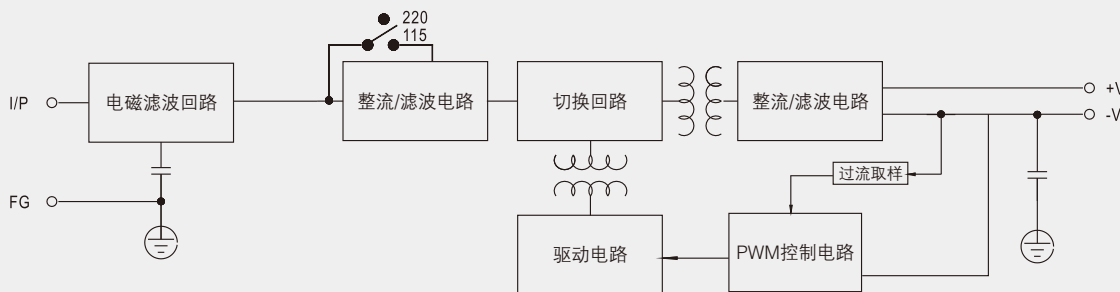 220
115
I/P
电磁滤波回路
整流/滤波电路
切换回路
整流/滤波电路
+V
-V
过流取样
FG
驱动电路
PWM控制电路